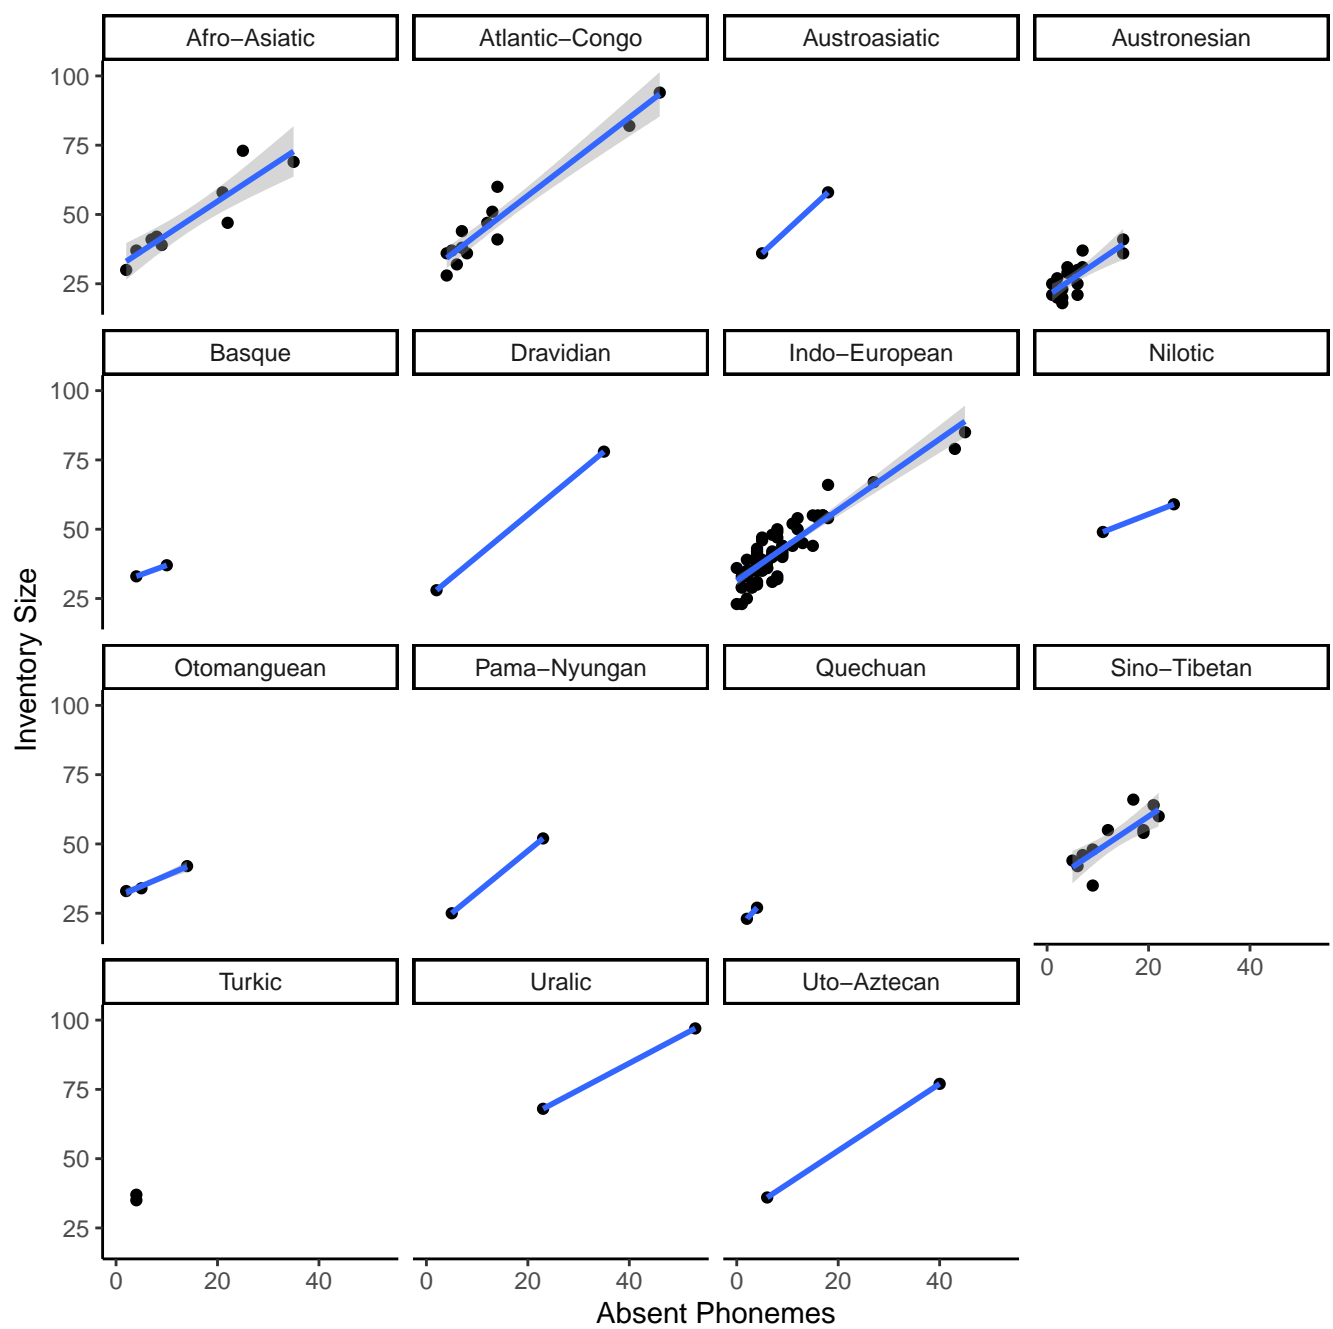 Afro−Asiatic
Atlantic−Congo
Austroasiatic
Austronesian
100
75
50
25
Basque
Dravidian
Indo−European
Nilotic
100
75
50
25
Otomanguean
Pama−Nyungan
Quechuan
Sino−Tibetan
100
75
50
25
0 20 40
Turkic
Uralic
Uto−Aztecan
100
75
50
25
0 20 40
0 20 40
0 20 40
Absent Phonemes
Inventory Size